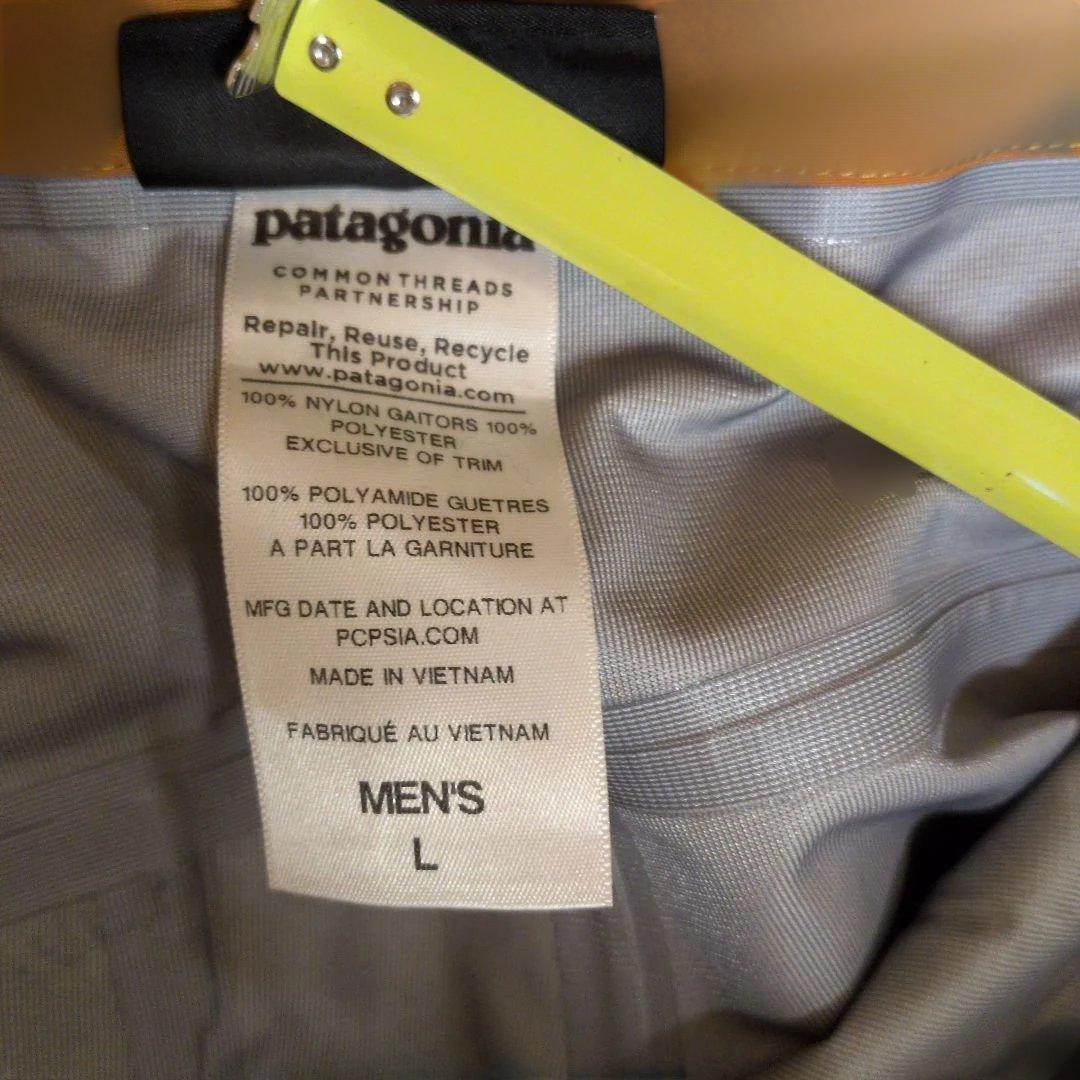 patagonia
COMMON THREADS
PARTNERSHIP
Repair, Reuse, Recycle
This Product
www.patagonia.com
100% NYLON GAITORS 100%
POLYESTER
EXCLUSIVE OF TRIM
100% POLYAMIDE GUETRES
100% POLYESTER
A PART LA GARNITURE
MFG DATE AND LOCATION AT
PCPSIA.COM
MADE IN VIETNAM
FABRIQUÉ AU VIETNAM
MEN'S
L